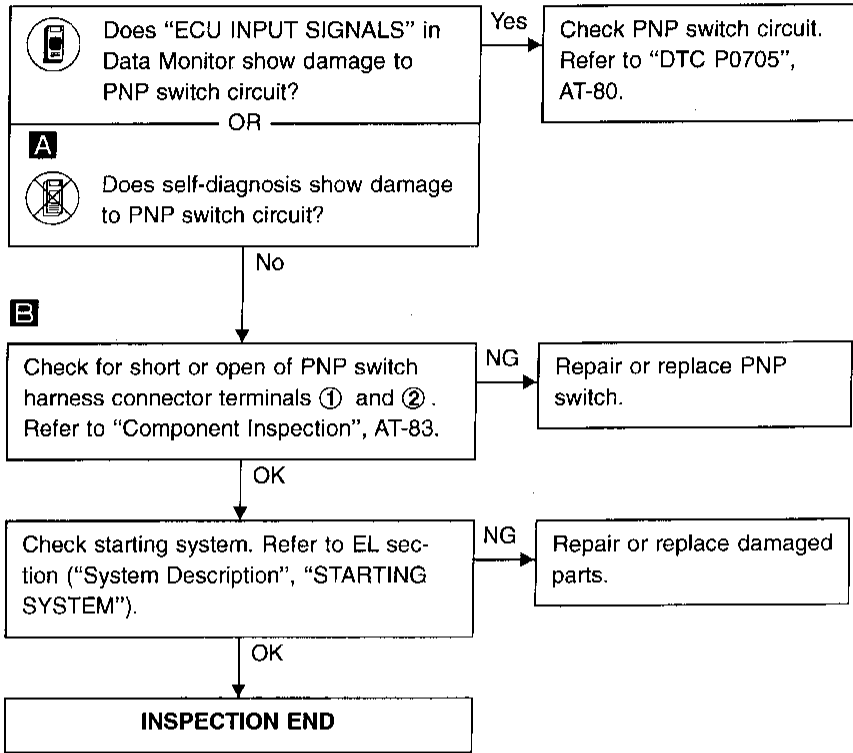 Does “ECU INPUT SIGNALS” in
Data Monitor show damage to
PNP switch circuit?
Yes
Check PNP switch circuit.
Refer to “DTC P0705”,
AT-80.
OR
A
Does self-diagnosis show damage
to PNP switch circuit?
No
B
Check for short or open of PNP switch
harness connector terminals ① and ②.
Refer to “Component Inspection”, AT-83.
NG
Repair or replace PNP
switch.
OK
Check starting system. Refer to EL sec-
tion (“System Description”, “STARTING
SYSTEM”).
NG
Repair or replace damaged
parts.
OK
INSPECTION END